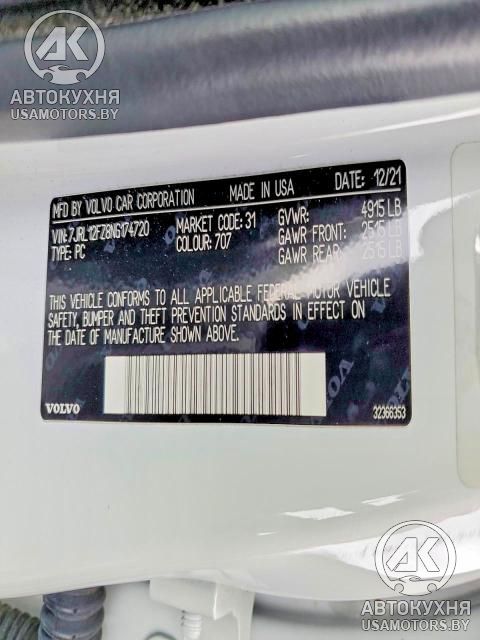 АК
АВТОКУХНЯ
USAMOTORS.BY
MFD BY VOLVO CAR CORPORATION MADE IN USA DATE: 12/21
VIN:7JRL12FZ8NG174720 MARKET CODE: 31 GVWR: 4915 LB
TYPE: PC COLOUR: 707 GAWR FRONT: 2515 LB
GAWR REAR: 2515 LB
THIS VEHICLE CONFORMS TO ALL APPLICABLE FEDERAL MOTOR VEHICLE
SAFETY, BUMPER AND THEFT PREVENTION STANDARDS IN EFFECT ON
THE DATE OF MANUFACTURE SHOWN ABOVE.
VOLVO 32366353
АК
АВТОКУХНЯ
USAMOTORS.BY